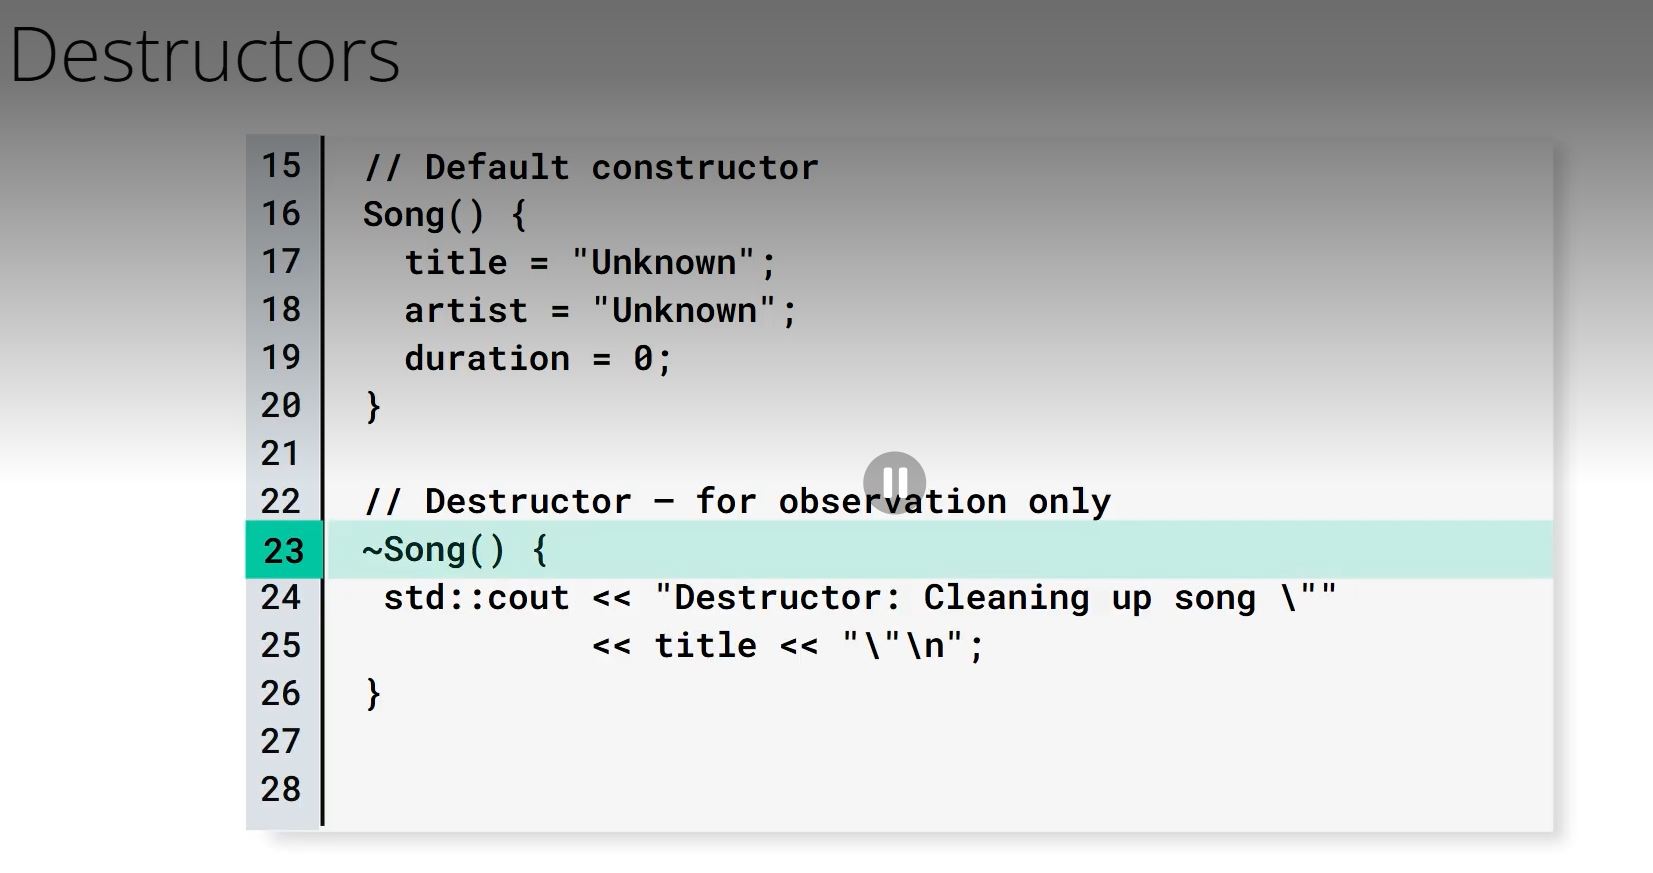 Destructors
15 // Default constructor
16 Song() {
17 title = "Unknown";
18 artist = "Unknown";
19 duration = 0;
20 }
21
22 // Destructor – for observation only
23 ~Song() {
24 std::cout << "Destructor: Cleaning up song \""
25 << title << "\"\n";
26 }
27
28